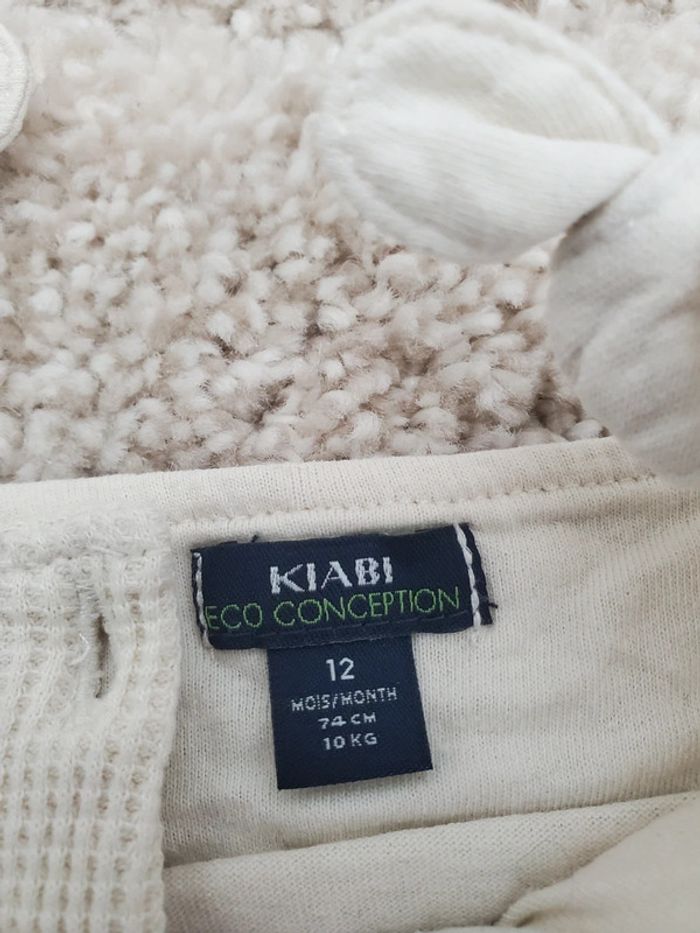 KIABI
ECO CONCEPTION
12
MOIS/MONTH
74 CM
10 KG